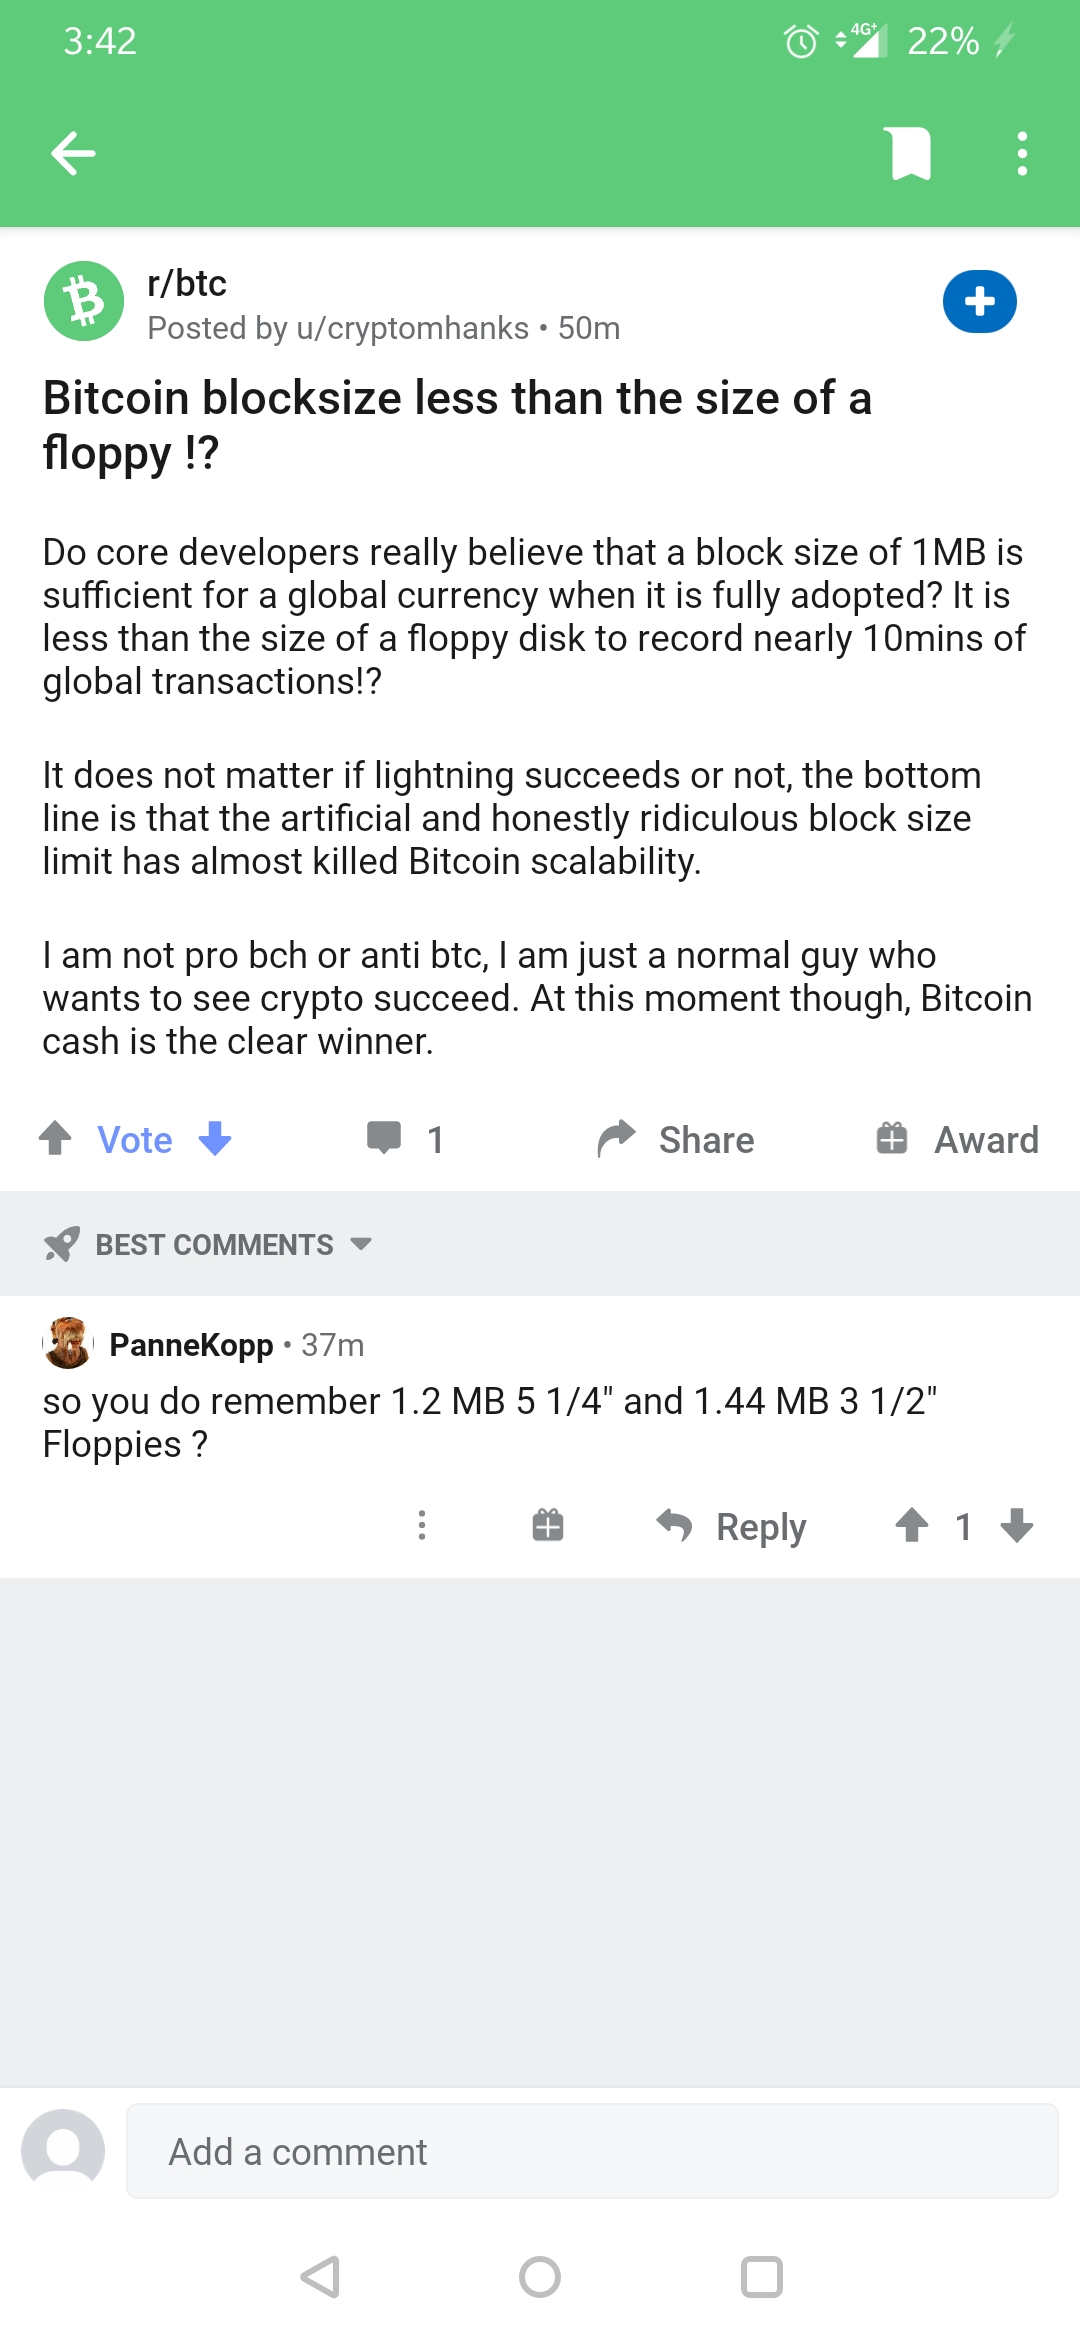 3:42
4G+ 22%
r/btc
Posted by u/cryptomhanks • 50m
Bitcoin blocksize less than the size of a
floppy !?
Do core developers really believe that a block size of 1MB is
sufficient for a global currency when it is fully adopted? It is
less than the size of a floppy disk to record nearly 10mins of
global transactions!?
It does not matter if lightning succeeds or not, the bottom
line is that the artificial and honestly ridiculous block size
limit has almost killed Bitcoin scalability.
I am not pro bch or anti btc, I am just a normal guy who
wants to see crypto succeed. At this moment though, Bitcoin
cash is the clear winner.
Vote 1 Share Award
BEST COMMENTS
PanneKopp • 37m
so you do remember 1.2 MB 5 1/4" and 1.44 MB 3 1/2"
Floppies ?
Reply 1
Add a comment